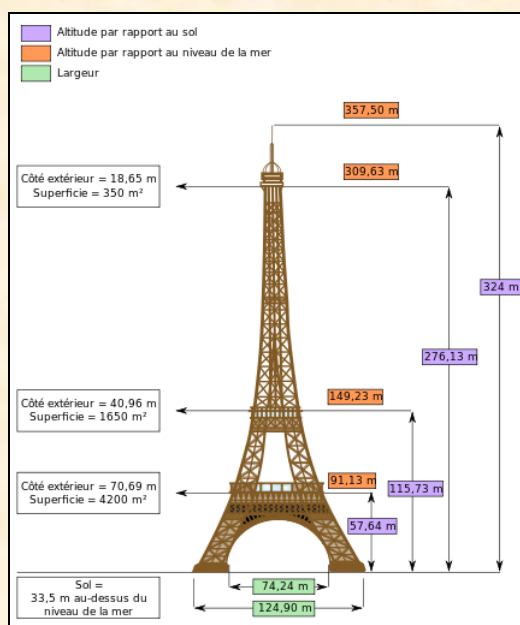 Altitude par rapport au sol
Altitude par rapport au niveau de la mer
Largeur
357,50 m
309,63 m
Côté extérieur = 18,65 m
Superficie = 350 m²
324 m
276,13 m
149,23 m
Côté extérieur = 40,96 m
Superficie = 1650 m²
91,13 m
115,73 m
Côté extérieur = 70,69 m
Superficie = 4200 m²
57,64 m
Sol =
33,5 m au-dessus du
niveau de la mer
74,24 m
124,90 m